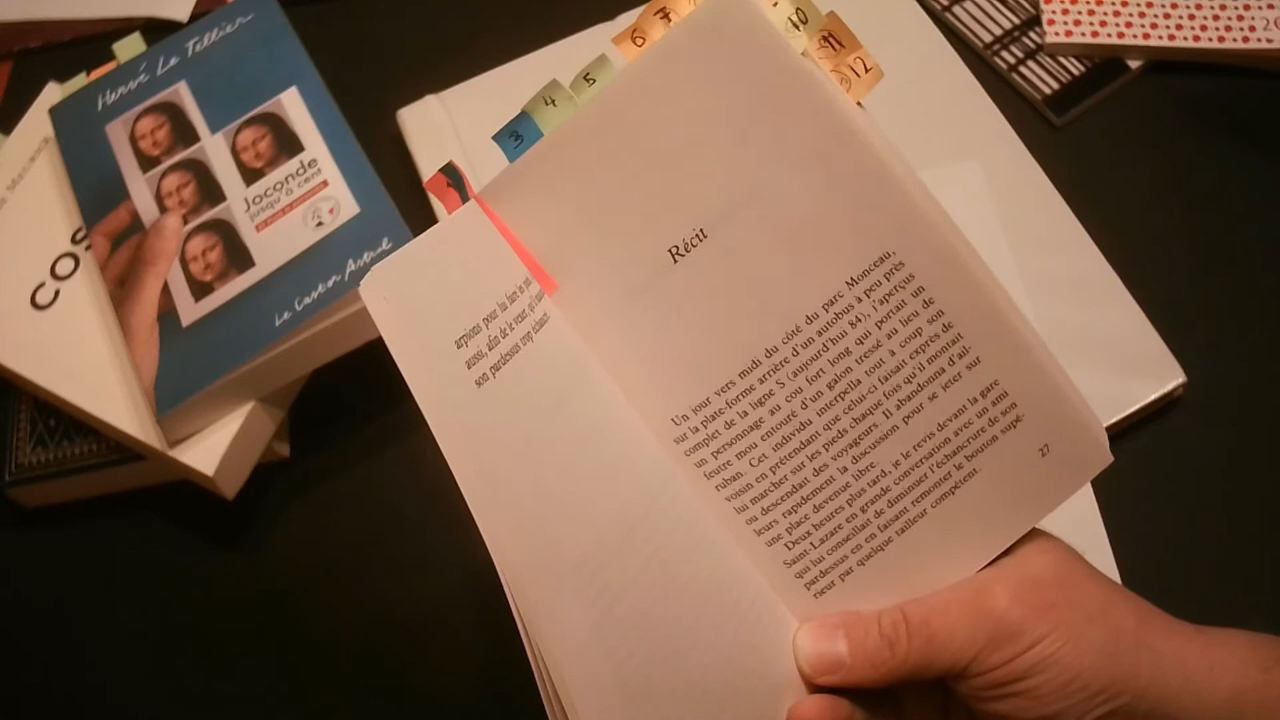 Hervé Le Tellier
Joconde
jusqu'à cent
Le Castor Astral
COS
3
4
5
6
7
10
11
12
arpions pour lui faire les pi
aussi, afin de le vexer, qu'i
son pardessus trop échancr
Récit
Un jour vers midi du côté du parc Monceau,
sur la plate-forme arrière d'un autobus à peu près
complet de la ligne S (aujourd'hui 84), j'aperçus
un personnage au cou fort long qui portait un
feutre mou entouré d'un galon tressé au lieu de
ruban. Cet individu interpella tout à coup son
voisin en prétendant que celui-ci faisait exprès de
lui marcher sur les pieds chaque fois qu'il montait
ou descendait des voyageurs. Il abandonna d'ail-
leurs rapidement la discussion pour se jeter sur
une place devenue libre.
Deux heures plus tard, je le revis devant la gare
Saint-Lazare en grande conversation avec un ami
qui lui conseillait de diminuer l'échancrure de son
pardessus en en faisant remonter le bouton supé-
rieur par quelque tailleur compétent.
27
20